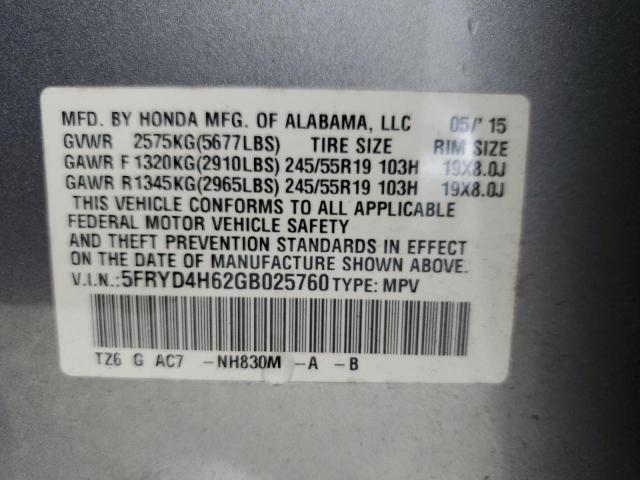 MFD. BY HONDA MFG. OF ALABAMA, LLC 05/' 15
GVWR 2575KG(5677LBS) TIRE SIZE RIM SIZE
GAWR F 1320KG(2910LBS) 245/55R19 103H 19X8.0J
GAWR R 1345KG(2965LBS) 245/55R19 103H 19X8.0J
THIS VEHICLE CONFORMS TO ALL APPLICABLE
FEDERAL MOTOR VEHICLE SAFETY
AND THEFT PREVENTION STANDARDS IN EFFECT
ON THE DATE OF MANUFACTURE SHOWN ABOVE.
V.I.N.:5FRYD4H62GB025760 TYPE: MPV
TZ6 G AC7 -NH830M -A -B